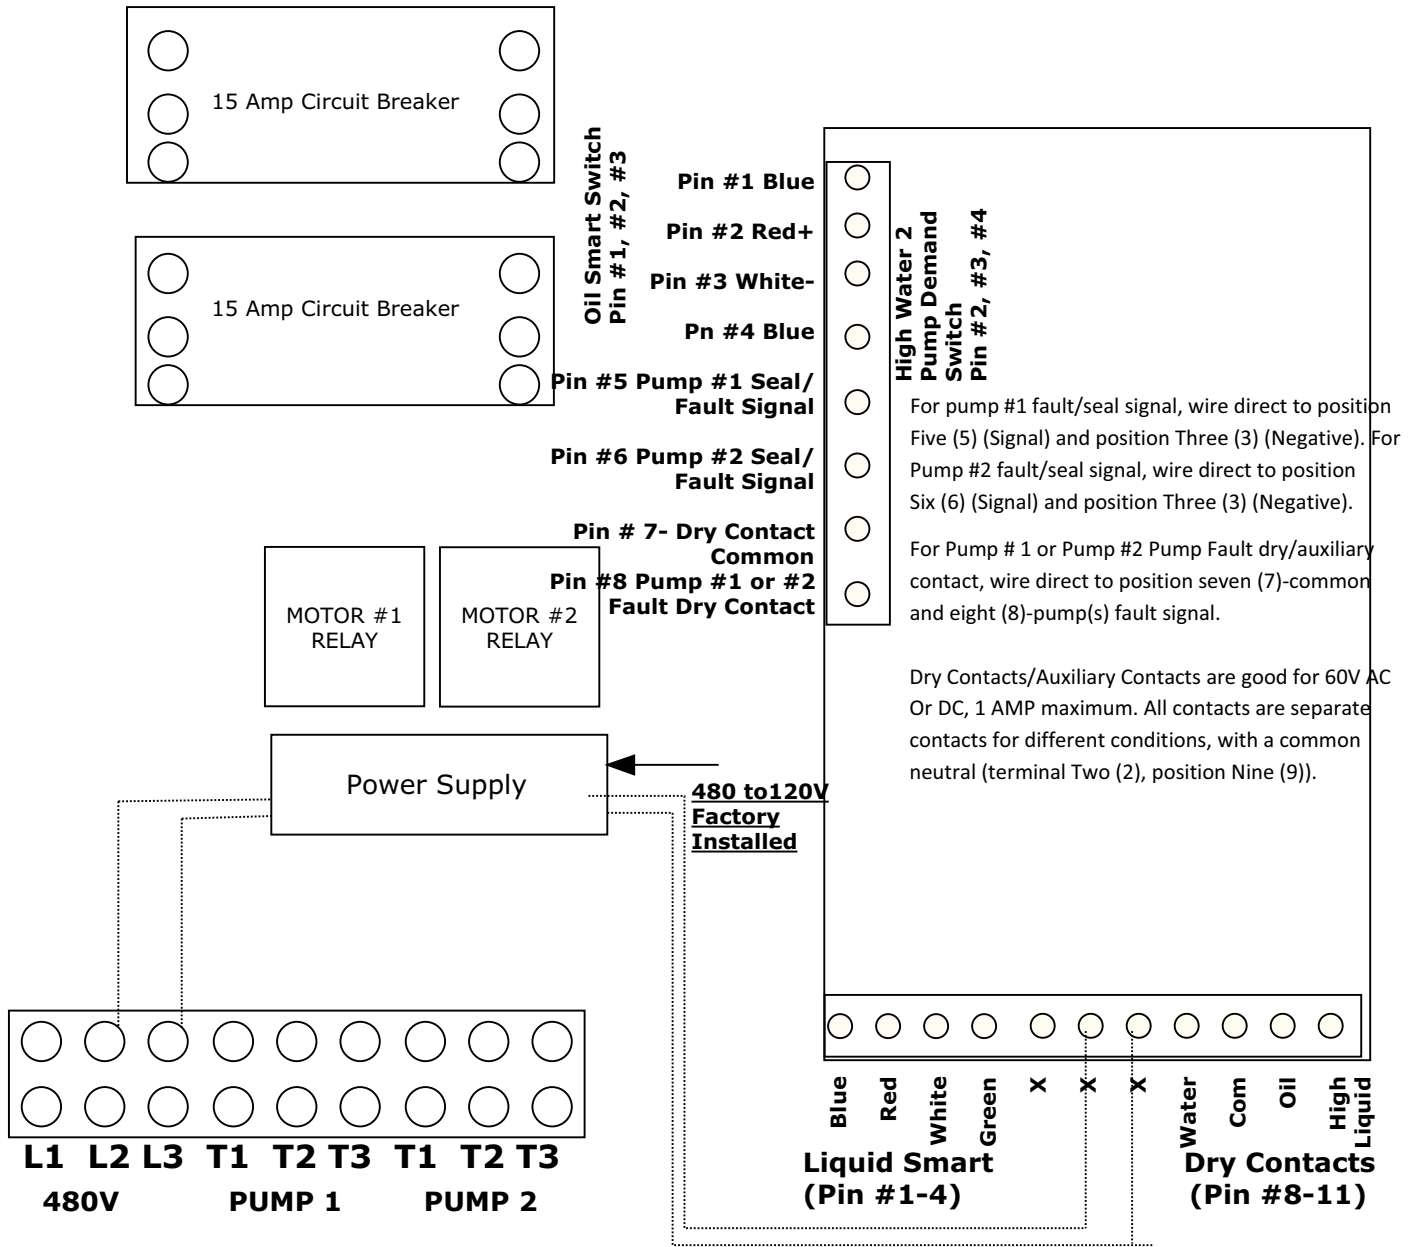 15 Amp Circuit Breaker
15 Amp Circuit Breaker
Oil Smart Switch
Pin #1, #2, #3
Pin #1 Blue
Pin #2 Red+
Pin #3 White-
Pn #4 Blue
Pin #5 Pump #1 Seal/
Fault Signal
Pin #6 Pump #2 Seal/
Fault Signal
Pin # 7- Dry Contact
Common
Pin #8 Pump #1 or #2
Fault Dry Contact
High Water 2
Pump Demand
Switch
Pin #2, #3, #4
For pump #1 fault/seal signal, wire direct to position
Five (5) (Signal) and position Three (3) (Negative). For
Pump #2 fault/seal signal, wire direct to position
Six (6) (Signal) and position Three (3) (Negative).
For Pump # 1 or Pump #2 Pump Fault dry/auxiliary
contact, wire direct to position seven (7)-common
and eight (8)-pump(s) fault signal.
Dry Contacts/Auxiliary Contacts are good for 60V AC
Or DC, 1 AMP maximum. All contacts are separate
contacts for different conditions, with a common
neutral (terminal Two (2), position Nine (9)).
MOTOR #1
RELAY
MOTOR #2
RELAY
Power Supply
480 to120V
Factory
Installed
L1 L2 L3 T1 T2 T3 T1 T2 T3
480V PUMP 1 PUMP 2
Blue
Red
White
Green
X
X
X
Water
Com
Oil
High
Liquid
Liquid Smart
(Pin #1-4)
Dry Contacts
(Pin #8-11)